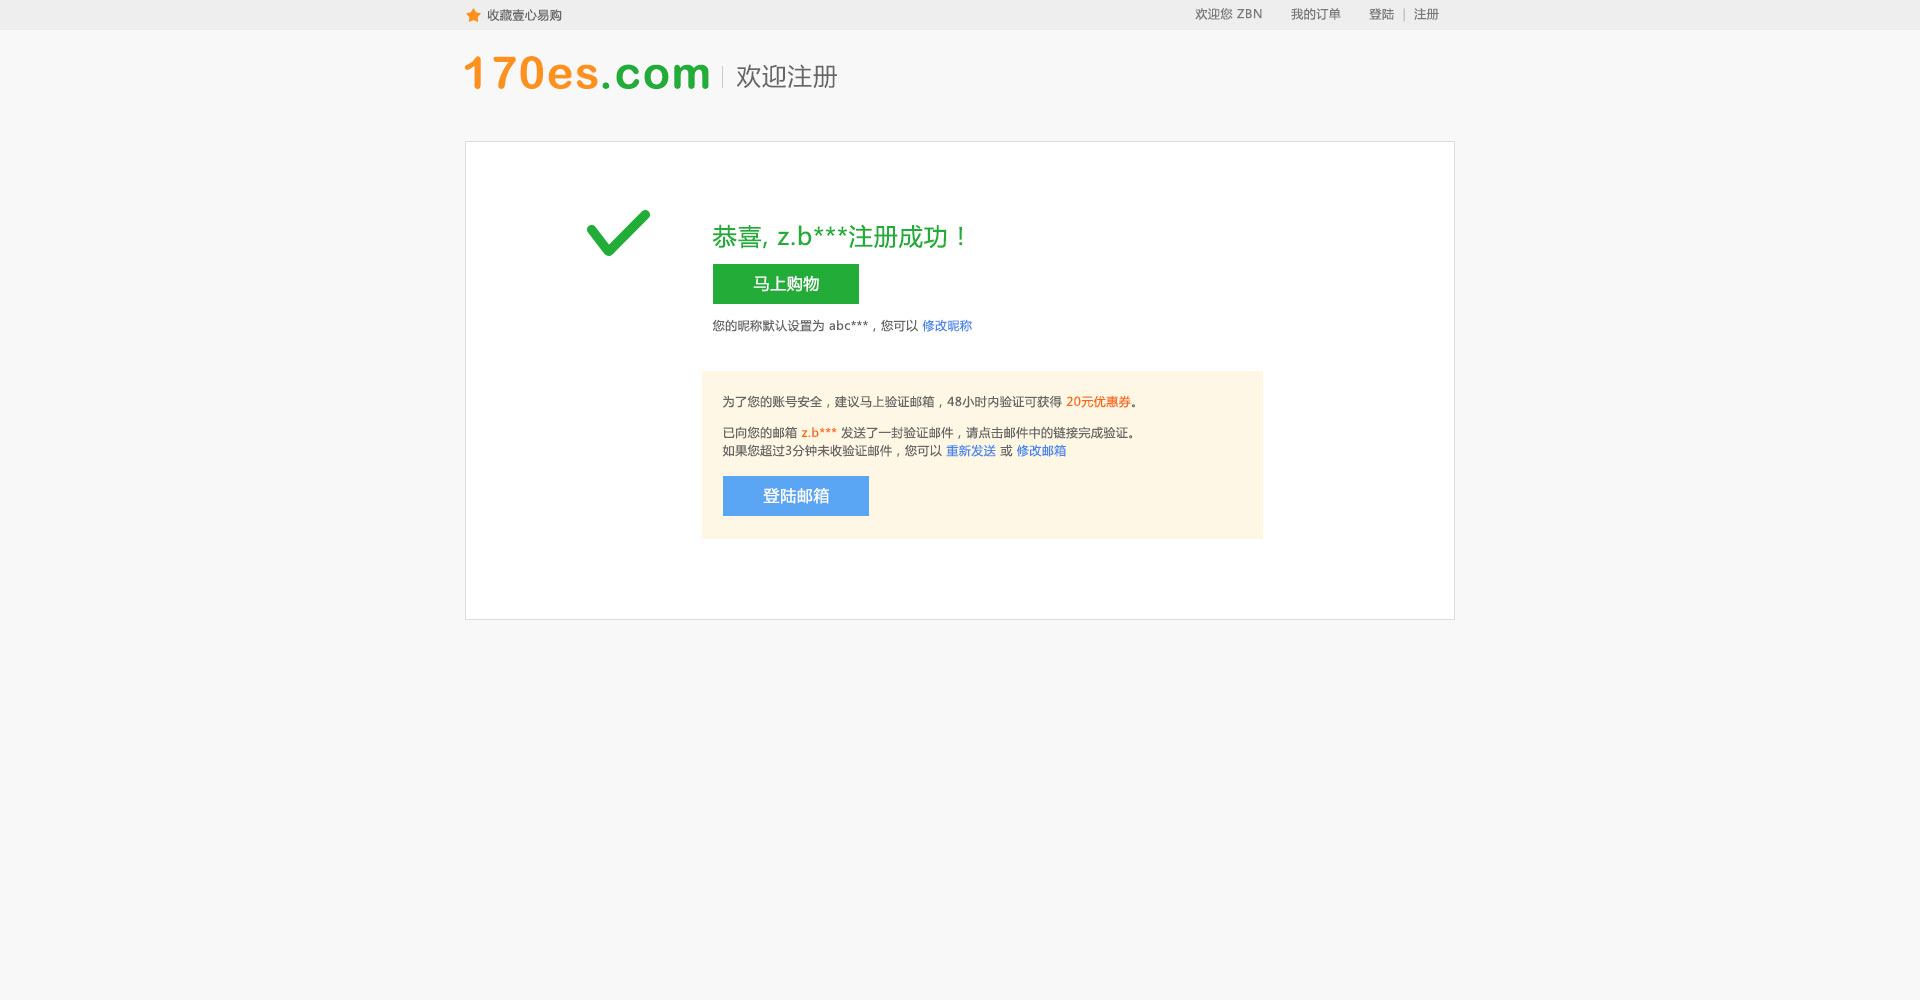 收藏壹心易购
欢迎您 ZBN 我的订单 登陆 | 注册
170es.com 欢迎注册
恭喜, z.b***注册成功！
马上购物
您的昵称默认设置为 abc***，您可以 修改昵称
为了您的账号安全，建议马上验证邮箱，48小时内验证可获得 20元优惠券。
已向您的邮箱 z.b*** 发送了一封验证邮件，请点击邮件中的链接完成验证。
如果您超过3分钟未收验证邮件，您可以 重新发送 或 修改邮箱
登陆邮箱